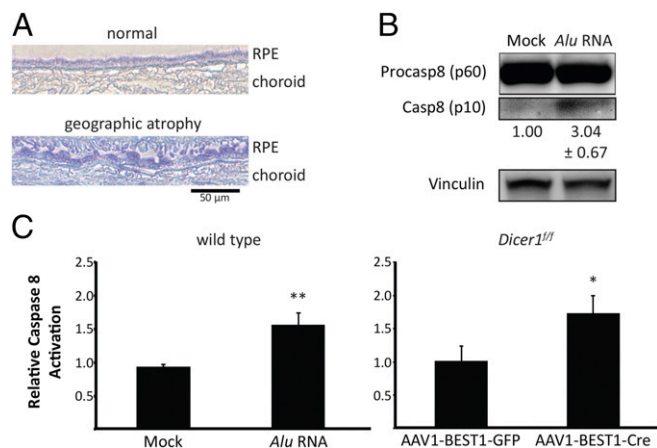 A
normal
RPE
choroid
geographic atrophy
RPE
choroid
50 μm
B
Mock Alu RNA
Procasp8 (p60)
Casp8 (p10)
1.00 3.04
± 0.67
Vinculin
C
wild type
Relative Caspase 8
Activation
2.5
2.0
1.5
1.0
0.5
**
Mock Alu RNA
Dicer1f/f
2.5
2.0
1.5
1.0
0.5
*
AAV1-BEST1-GFP AAV1-BEST1-Cre